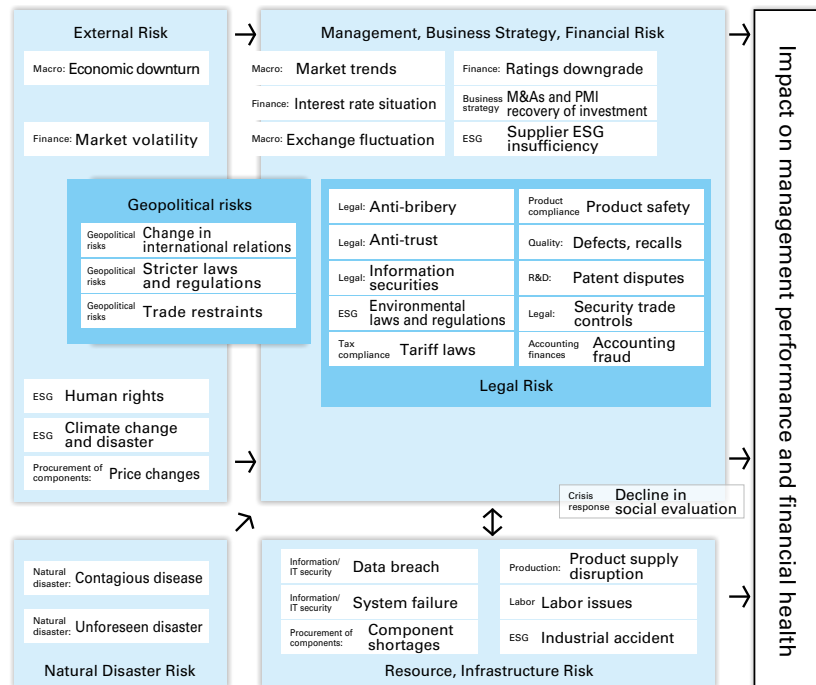 External Risk
Macro: Economic downturn
Finance: Market volatility
Management, Business Strategy, Financial Risk
Macro: Market trends
Finance: Interest rate situation
Macro: Exchange fluctuation
Finance: Ratings downgrade
Business
strategy
M&As and PMI
recovery of investment
ESG
Supplier ESG
insufficiency
Geopolitical risks
Geopolitical
risks
Change in
international relations
Geopolitical
risks
Stricter laws
and regulations
Geopolitical
risks
Trade restraints
Legal: Anti-bribery
Legal: Anti-trust
Legal: Information
securities
ESG
Environmental
laws and regulations
Tax
compliance
Tariff laws
Product
compliance
Product safety
Quality: Defects, recalls
R&D: Patent disputes
Legal: Security trade
controls
Accounting
finances
Accounting
fraud
Legal Risk
ESG Human rights
ESG
Climate change
and disaster
Procurement of
components:
Price changes
Crisis
response
Decline in
social evaluation
Natural
disaster:
Contagious disease
Natural
disaster:
Unforeseen disaster
Natural Disaster Risk
Information/
IT security
Data breach
Information/
IT security
System failure
Procurement of
components:
Component
shortages
Production: Product supply
disruption
Labor Labor issues
ESG Industrial accident
Resource, Infrastructure Risk
Impact on management performance and financial health